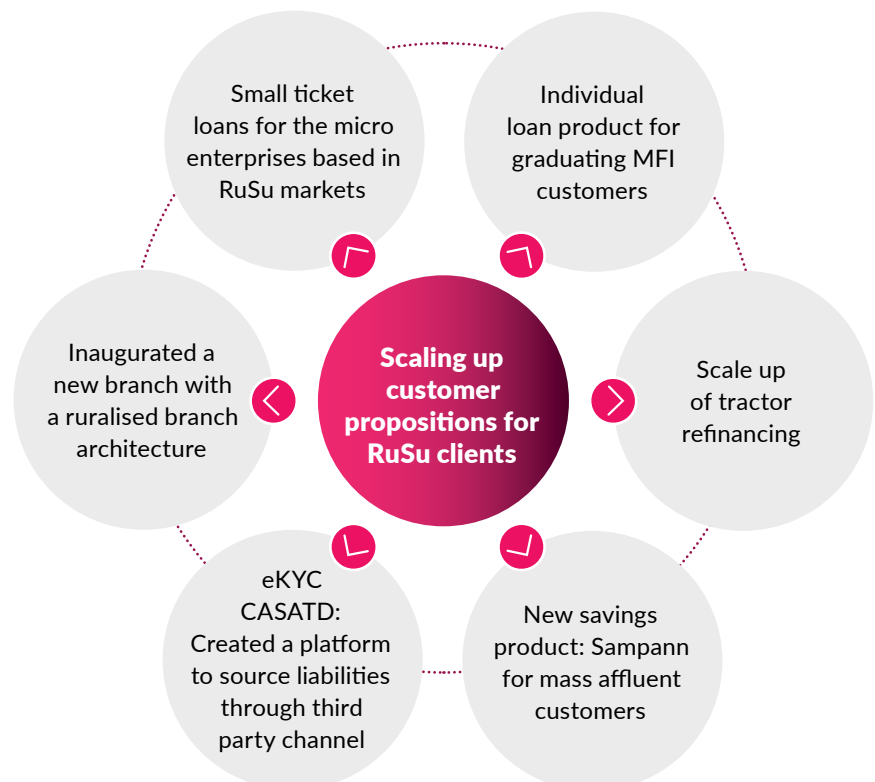 Small ticket
loans for the micro
enterprises based in
RuSu markets
Individual
loan product for
graduating MFI
customers
Inaugurated a
new branch with
a ruralised branch
architecture
Scaling up
customer
propositions for
RuSu clients
Scale up
of tractor
refinancing
eKYC
CASATD:
Created a platform
to source liabilities
through third
party channel
New savings
product: Sampann
for mass affluent
customers